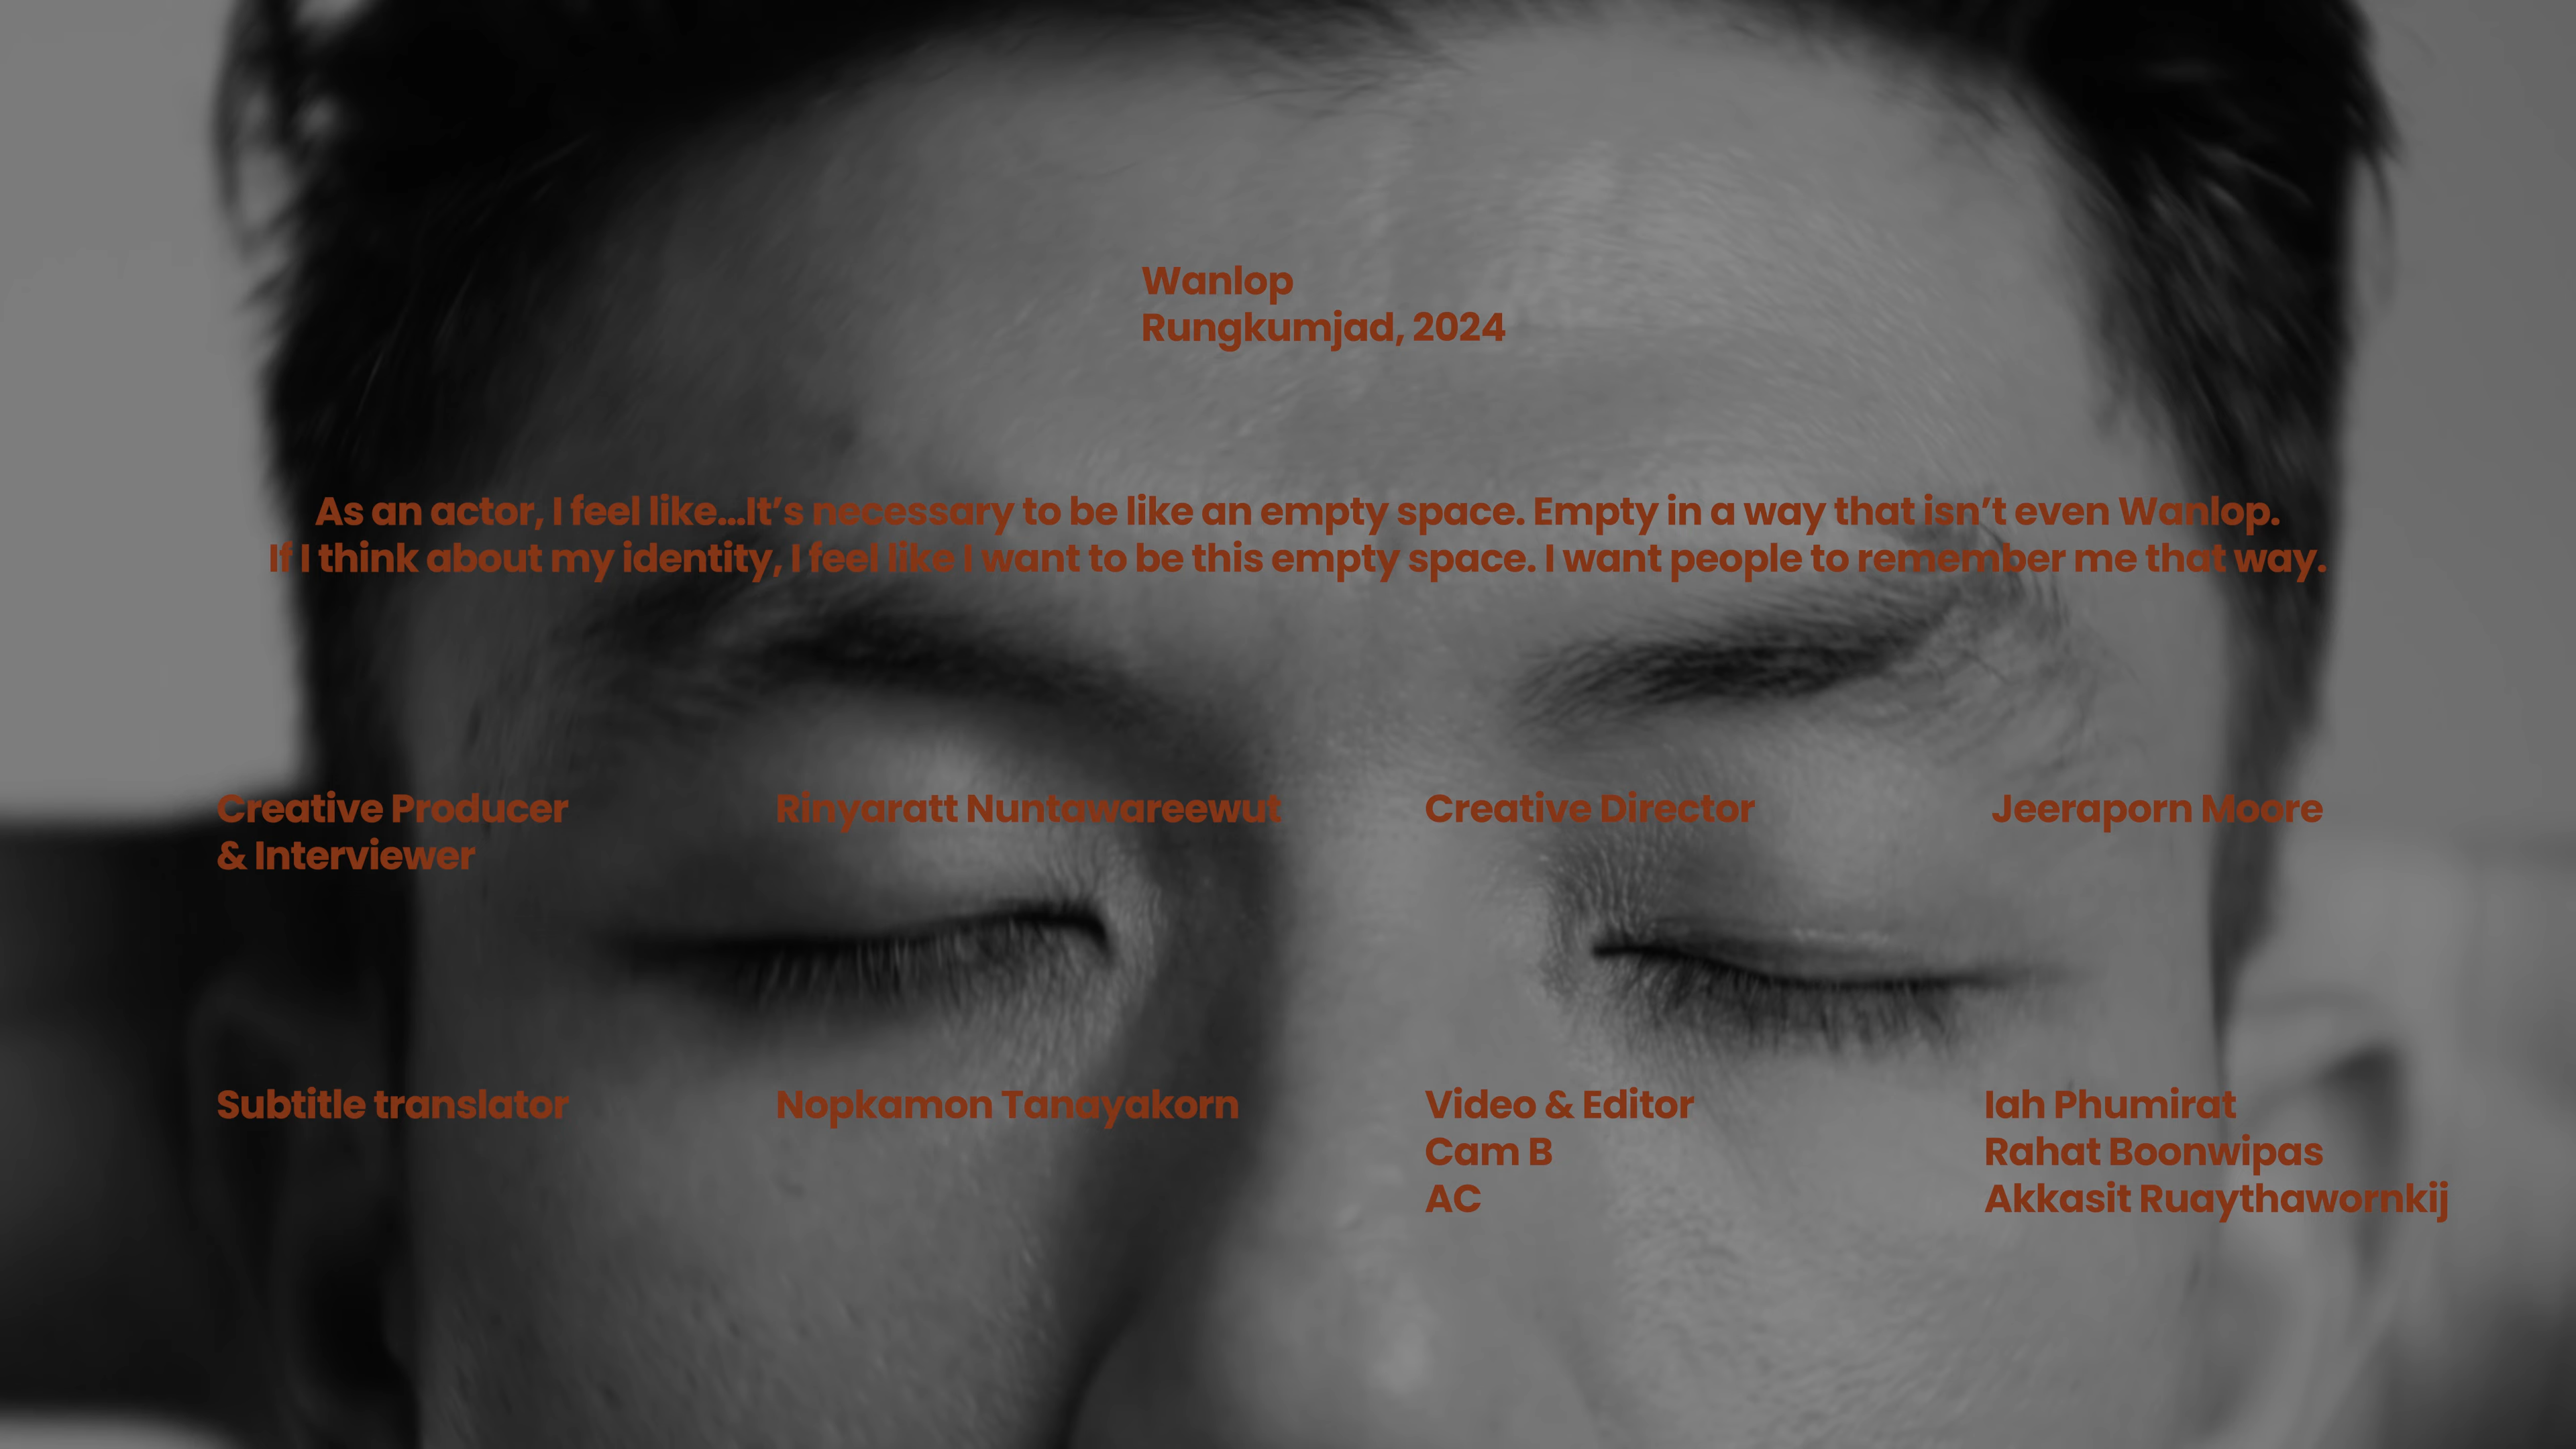 Wanlop
Rungkumjad, 2024
As an actor, I feel like...It’s necessary to be like an empty space. Empty in a way that isn’t even Wanlop.
If I think about my identity, I feel like I want to be this empty space. I want people to remember me that way.
Creative Producer
& Interviewer
Rinyaratt Nuntawareewut
Creative Director
Jeeraporn Moore
Subtitle translator
Nopkamon Tanayakorn
Video & Editor
Cam B
AC
Iah Phumirat
Rahat Boonwipas
Akkasit Ruaythawornkij